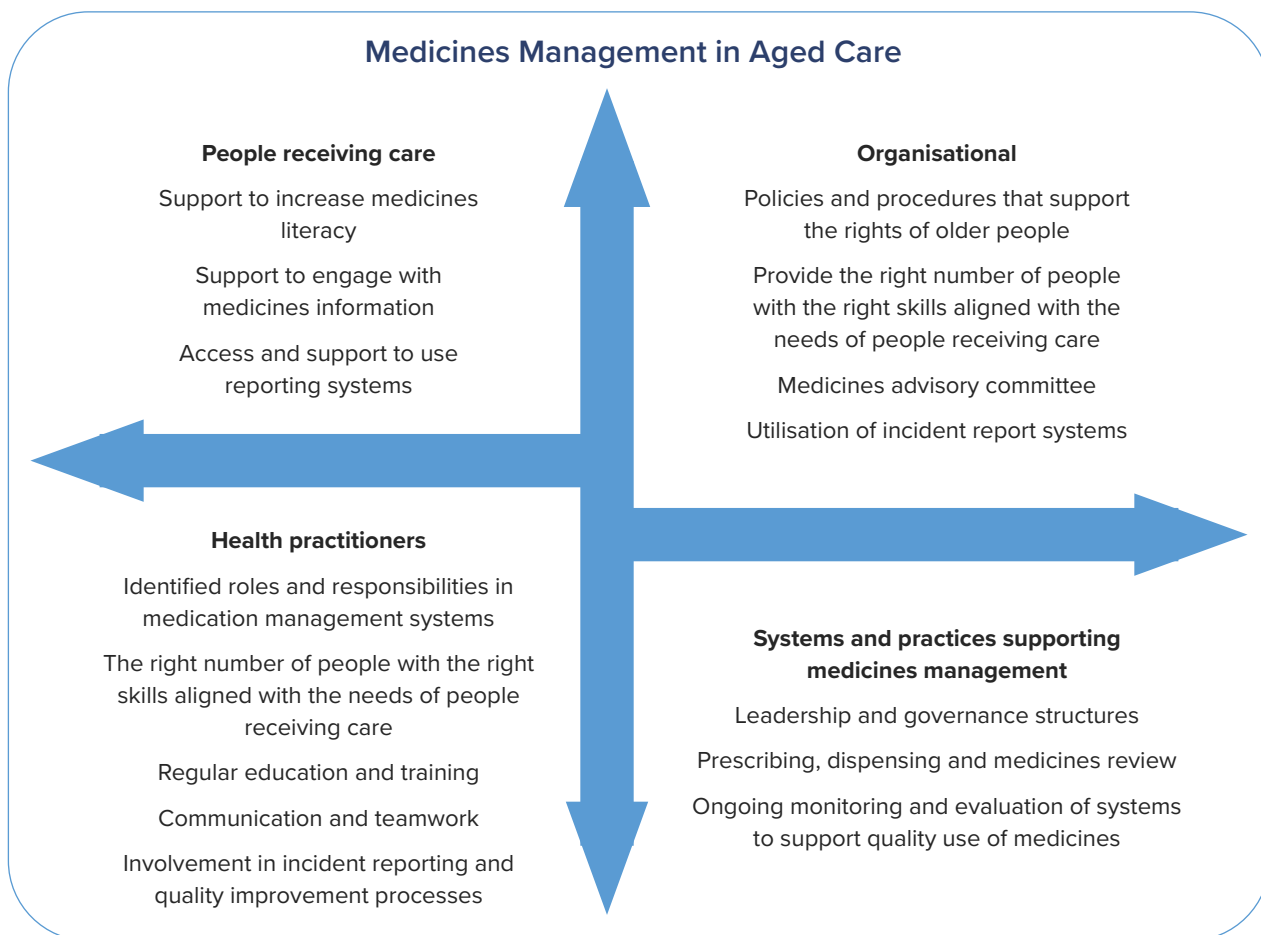 Medicines Management in Aged Care
People receiving care
Support to increase medicines
literacy
Support to engage with
medicines information
Access and support to use
reporting systems
Organisational
Policies and procedures that support
the rights of older people
Provide the right number of people
with the right skills aligned with the
needs of people receiving care
Medicines advisory committee
Utilisation of incident report systems
Health practitioners
Identified roles and responsibilities in
medication management systems
The right number of people with the right
skills aligned with the needs of people
receiving care
Regular education and training
Communication and teamwork
Involvement in incident reporting and
quality improvement processes
Systems and practices supporting
medicines management
Leadership and governance structures
Prescribing, dispensing and medicines review
Ongoing monitoring and evaluation of systems
to support quality use of medicines